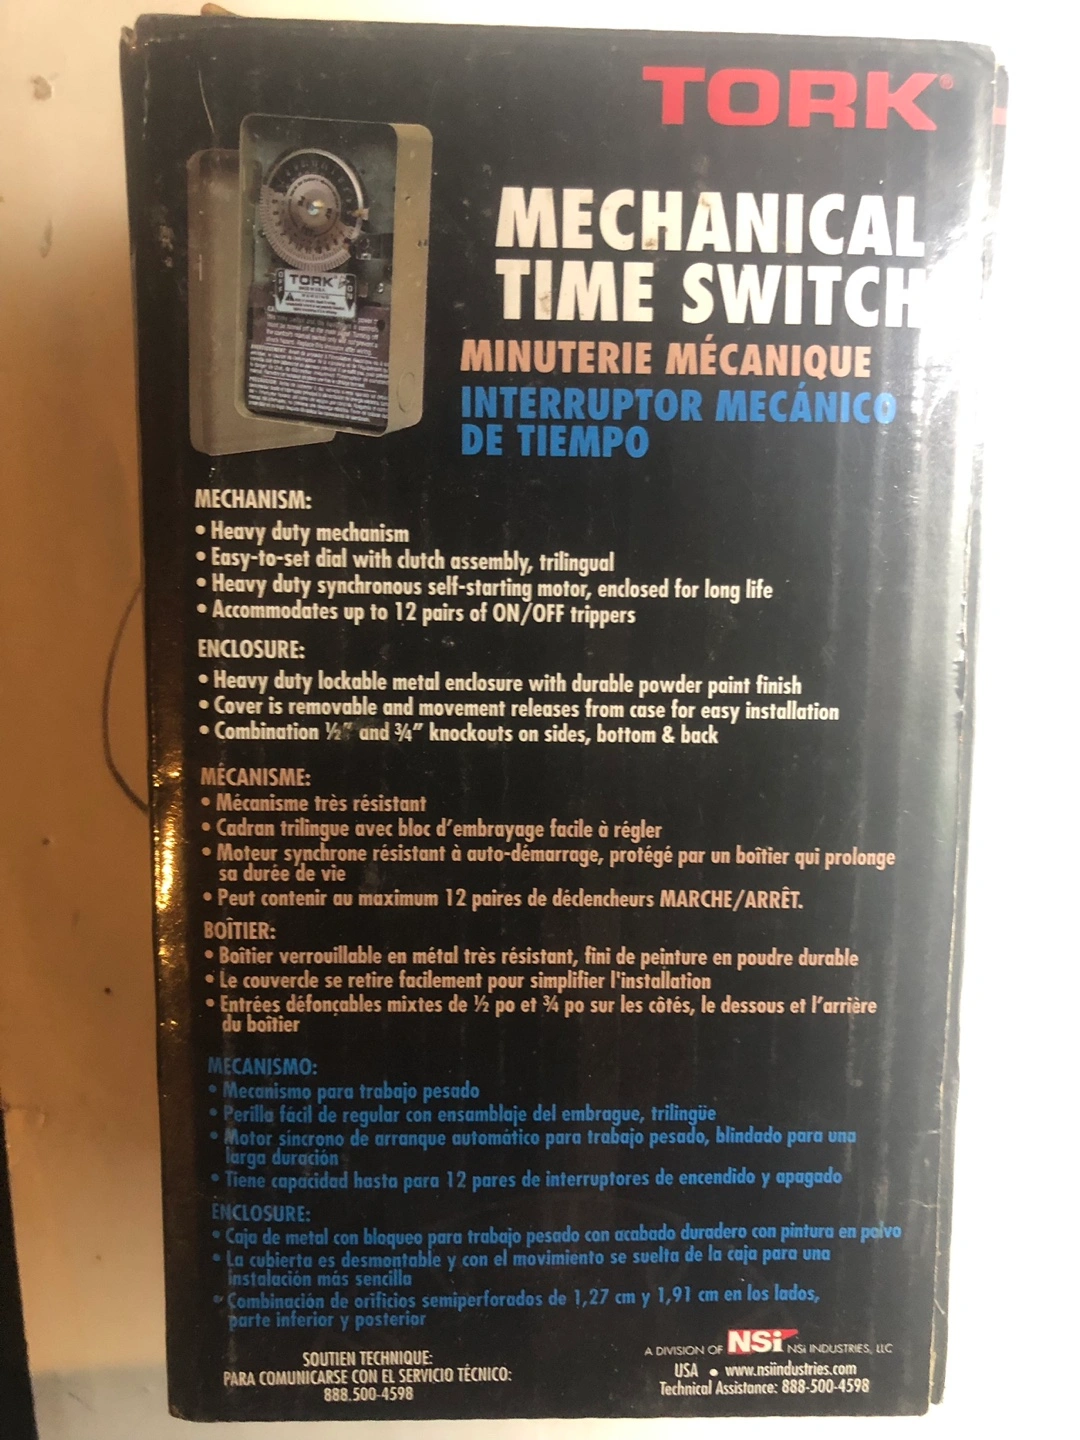 TORK®
MECHANICAL
TIME SWITCH
MINUTERIE MÉCANIQUE
INTERRUPTOR MECÁNICO
DE TIEMPO
OFF
TORK
ON
MECHANISM:
• Heavy duty mechanism
• Easy-to-set dial with clutch assembly, trilingual
• Heavy duty synchronous self-starting motor, enclosed for long life
• Accommodates up to 12 pairs of ON/OFF trippers
ENCLOSURE:
• Heavy duty lockable metal enclosure with durable powder paint finish
• Cover is removable and movement releases from case for easy installation
• Combination ½" and ¾" knockouts on sides, bottom & back
MÉCANISME:
• Mécanisme très résistant
• Cadran trilingue avec bloc d'embrayage facile à régler
• Moteur synchrone résistant à auto-démarrage, protégé par un boîtier qui prolonge
sa durée de vie
• Peut contenir au maximum 12 paires de déclencheurs MARCHE/ARRÊT.
BOÎTIER:
• Boîtier verrouillable en métal très résistant, fini de peinture en poudre durable
• Le couvercle se retire facilement pour simplifier l'installation
• Entrées défonçables mixtes de ½ po et ¾ po sur les côtés, le dessous et l'arrière
du boîtier
MECANISMO:
• Mecanismo para trabajo pesado
• Perilla fácil de regular con ensamblaje del embrague, trilingüe
• Motor síncrono de arranque automático para trabajo pesado, blindado para una
larga duración
• Tiene capacidad hasta para 12 pares de interruptores de encendido y apagado
ENCLOSURE:
• Caja de metal con bloqueo para trabajo pesado con acabado duradero con pintura en polvo
• La cubierta es desmontable y con el movimiento se suelta de la caja para una
instalación más sencilla
• Combinación de orificios semiperforados de 1,27 cm y 1,91 cm en los lados,
parte inferior y posterior
SOUTIEN TECHNIQUE:
PARA COMUNICARSE CON EL SERVICIO TÉCNICO:
888.500-4598
A DIVISION OF NSi NSi INDUSTRIES, LLC
USA • www.nsiindustries.com
Technical Assistance: 888-500-4598